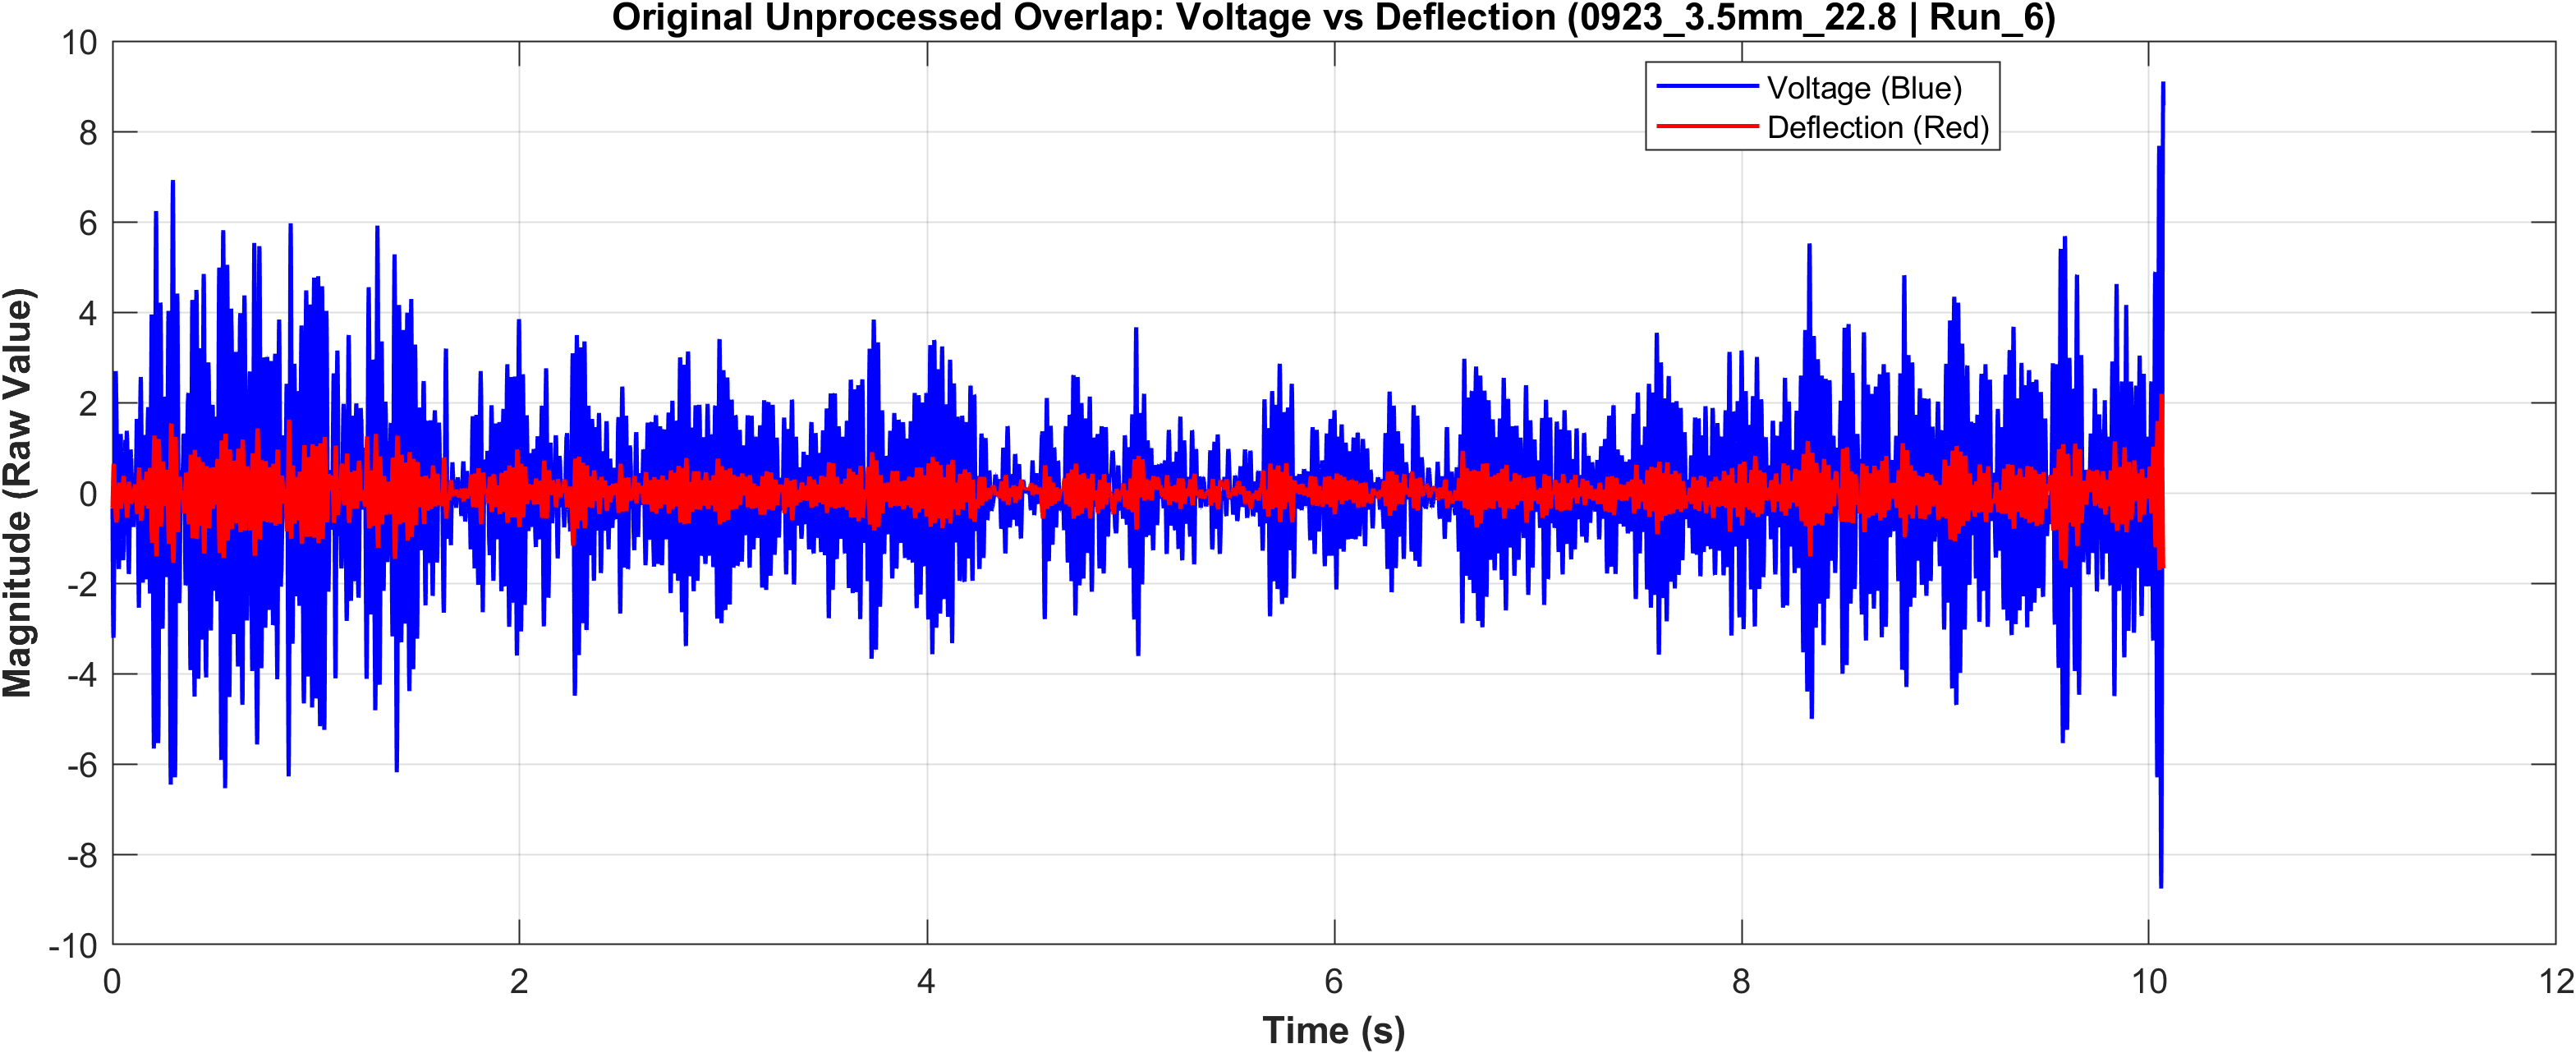 Original Unprocessed Overlap: Voltage vs Deflection (0923_3.5mm_22.8 | Run_6)
Voltage (Blue)
Deflection (Red)
Magnitude (Raw Value)
10
8
6
4
2
0
-2
-4
-6
-8
-10
0 2 4 6 8 10 12
Time (s)